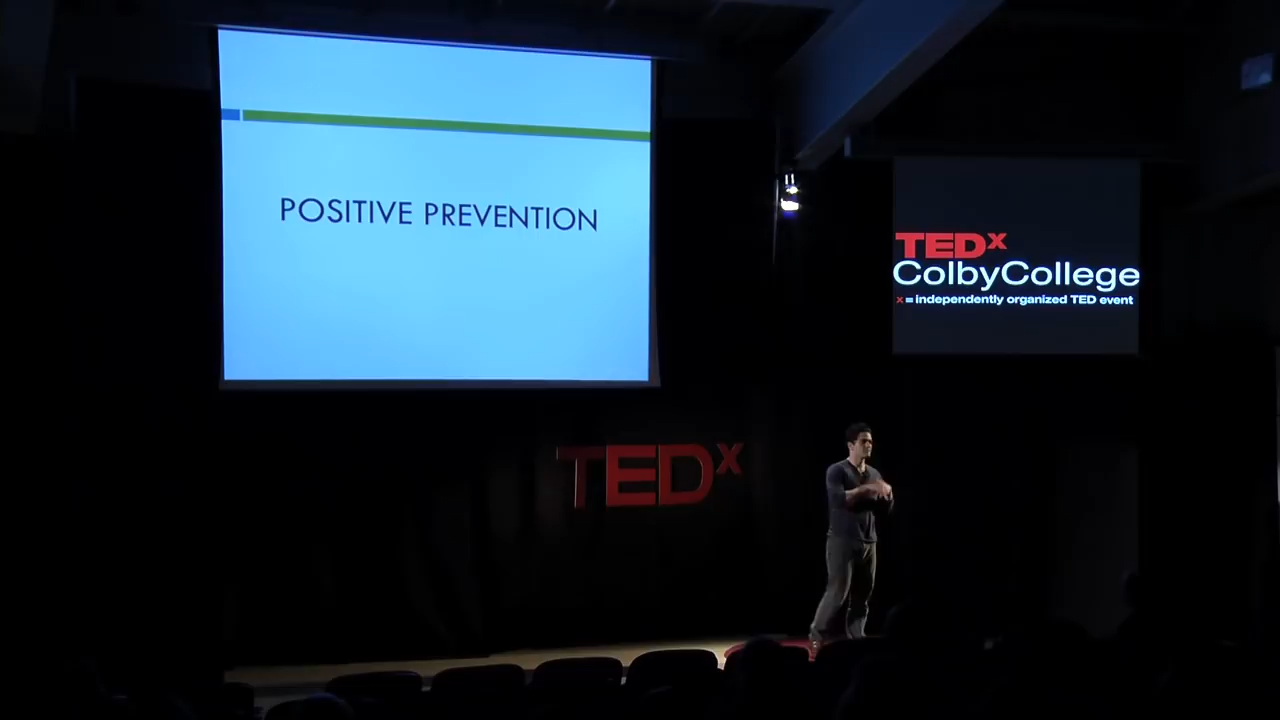 POSITIVE PREVENTION
TEDx
ColbyCollege
x = independently organized TED event
TEDx